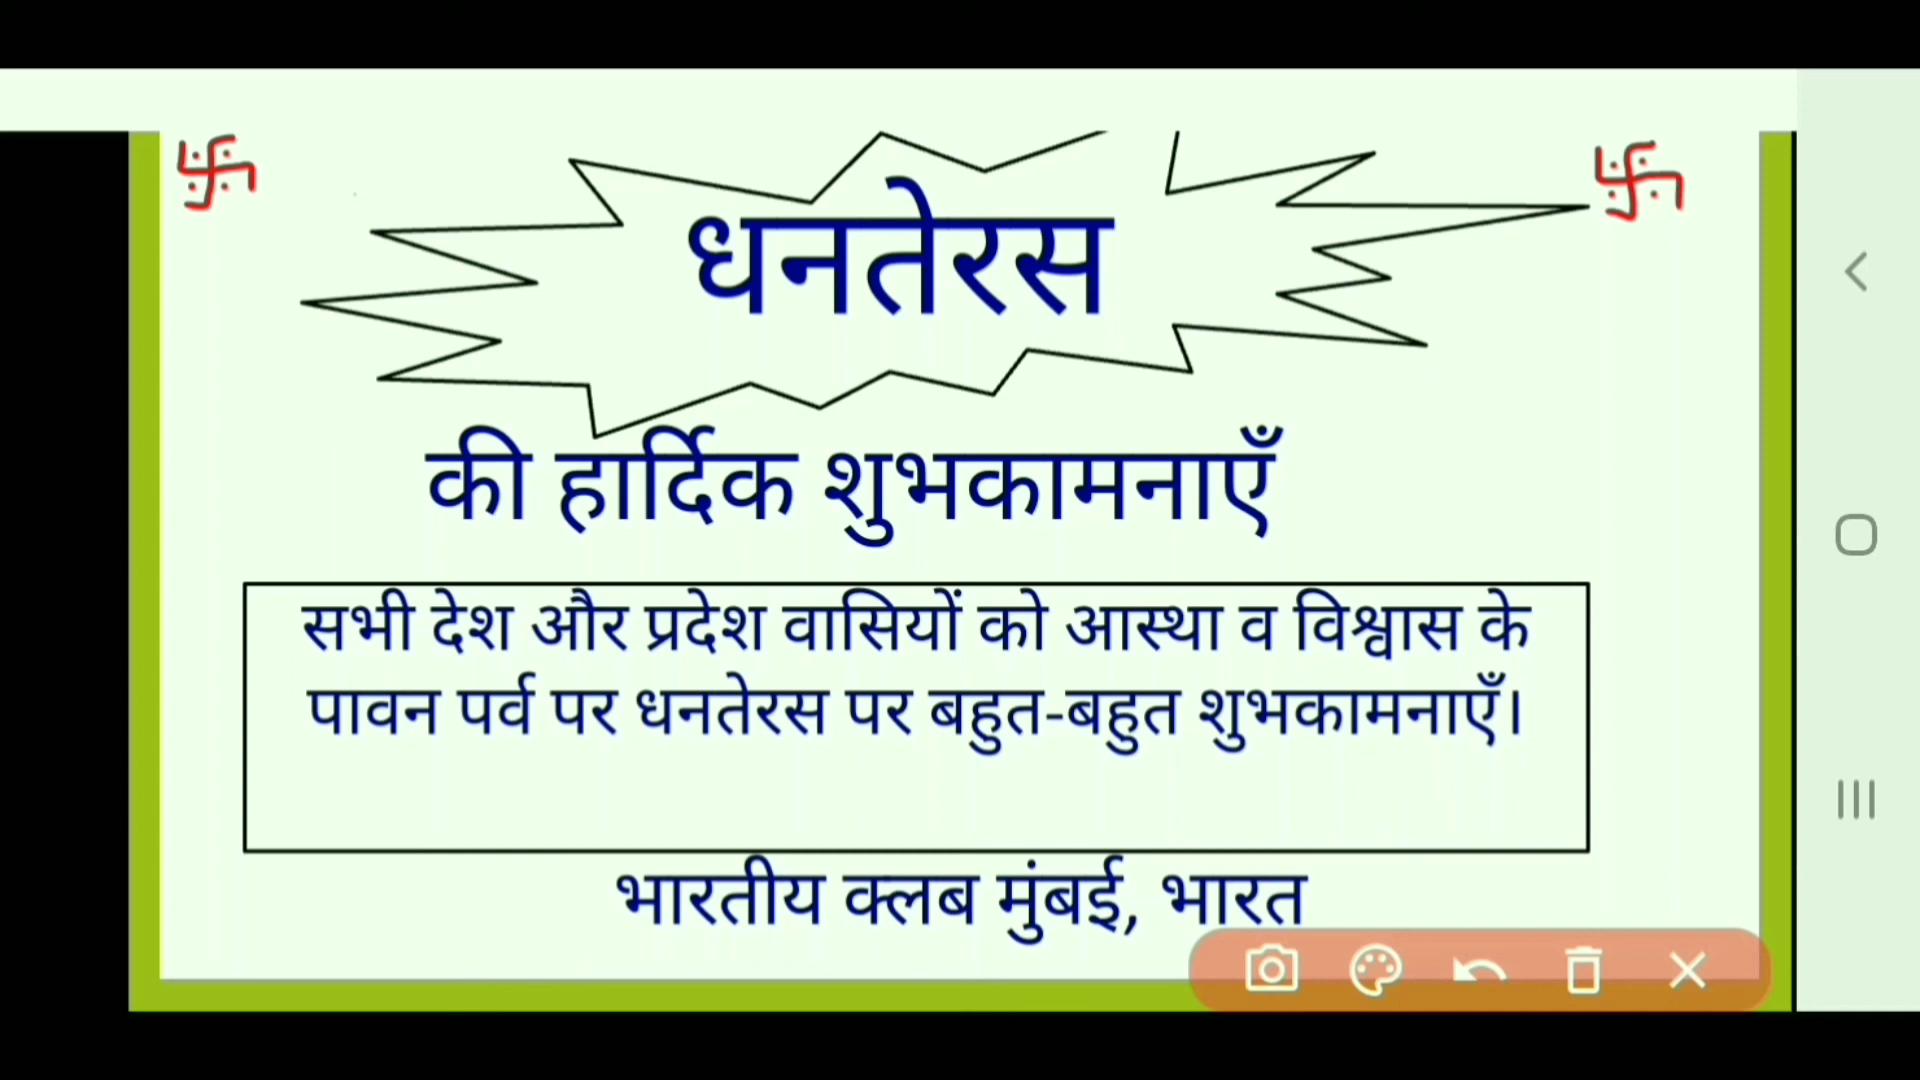 धनतेरस
की हार्दिक शुभकामनाएँ
सभी देश और प्रदेश वासियों को आस्था व विश्वास के
पावन पर्व पर धनतेरस पर बहुत-बहुत शुभकामनाएँ।
भारतीय क्लब मुंबई, भारत